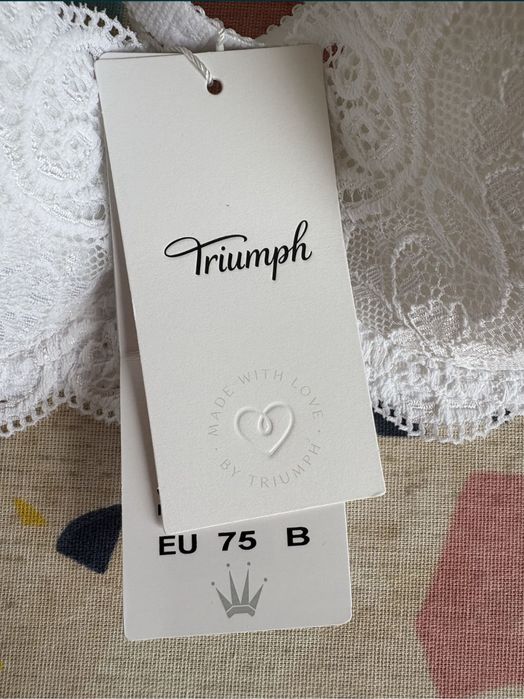 Triumph
· MADE WITH LOVE ·
BY TRIUMPH
EU 75 B